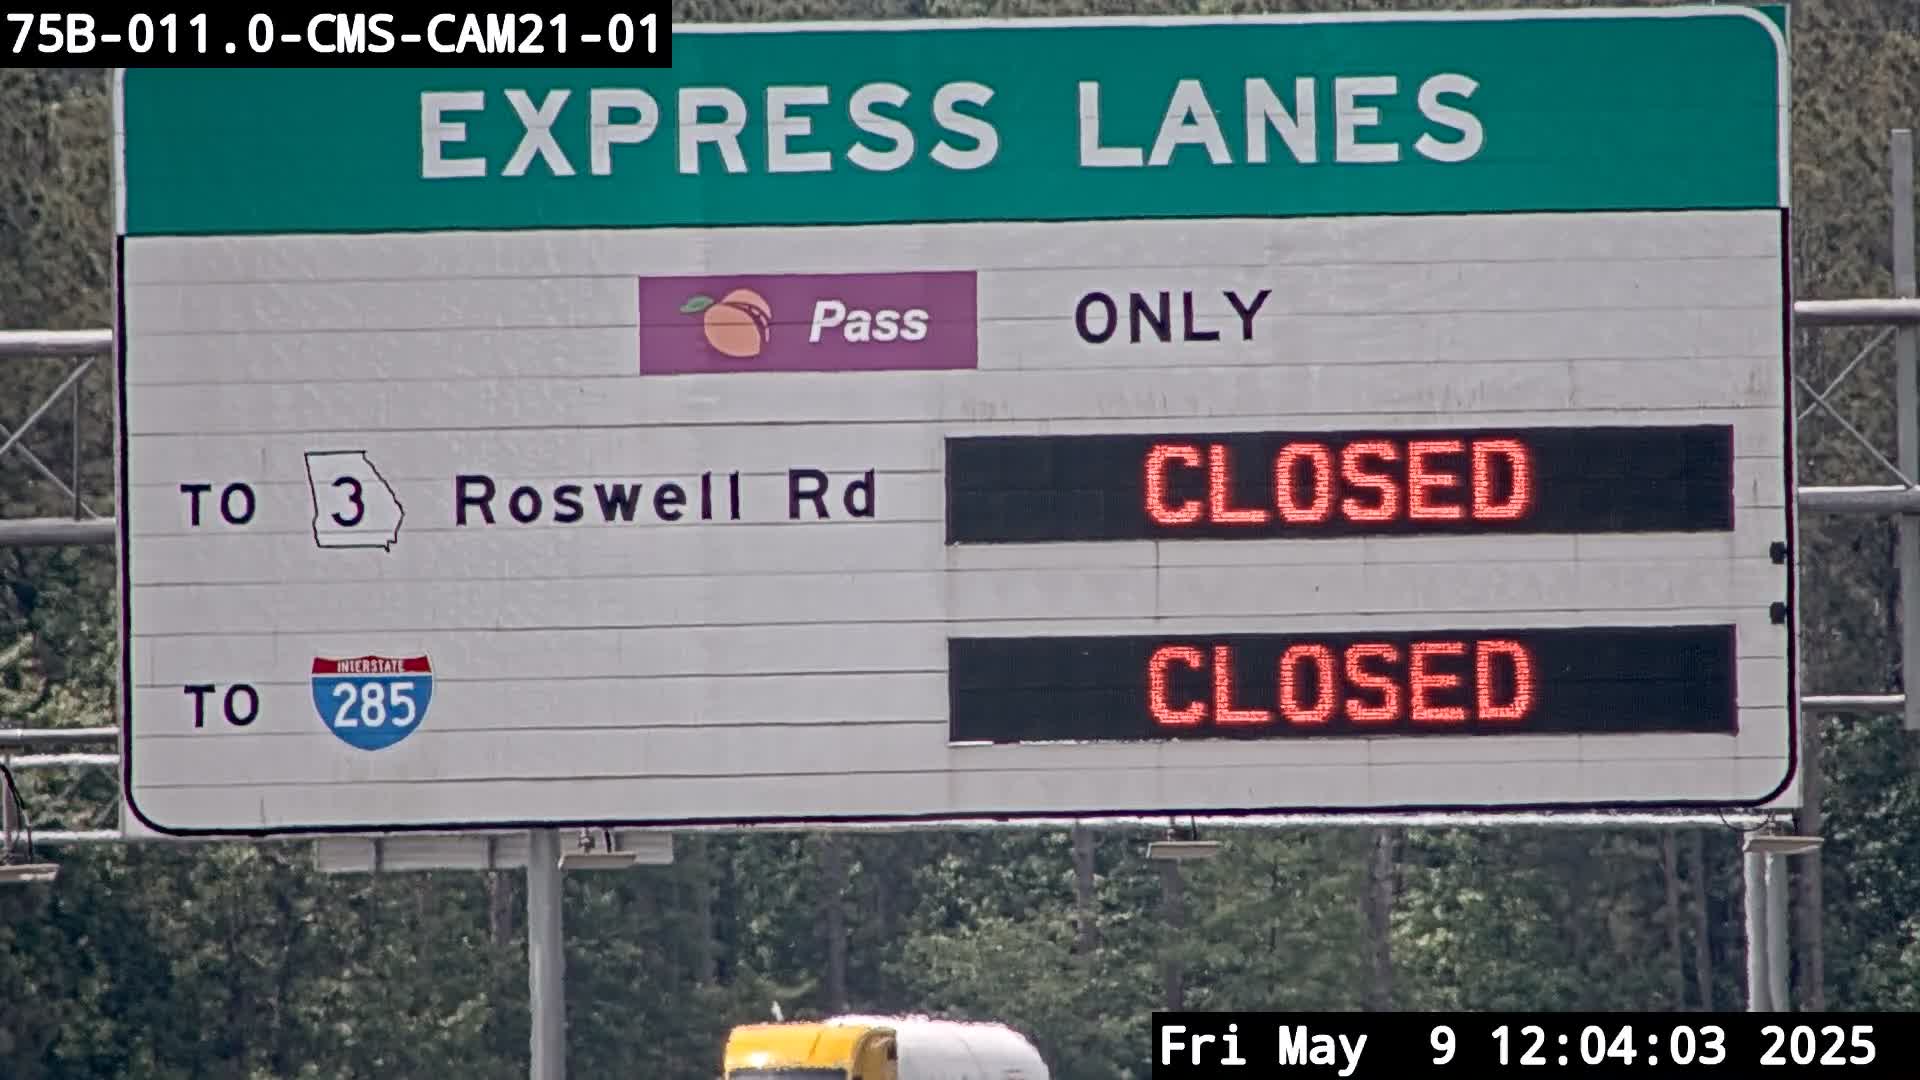 75B-011.0-CMS-CAM21-01
EXPRESS LANES
Pass ONLY
TO 3 Roswell Rd CLOSED
INTERSTATE
TO 285 CLOSED
Fri May 9 12:04:03 2025